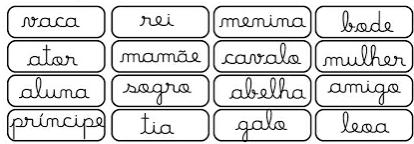 vaca rei menina bode
ator mamãe cavalo mulher
aluna sogro abelha amigo
príncipe tia galo leoa